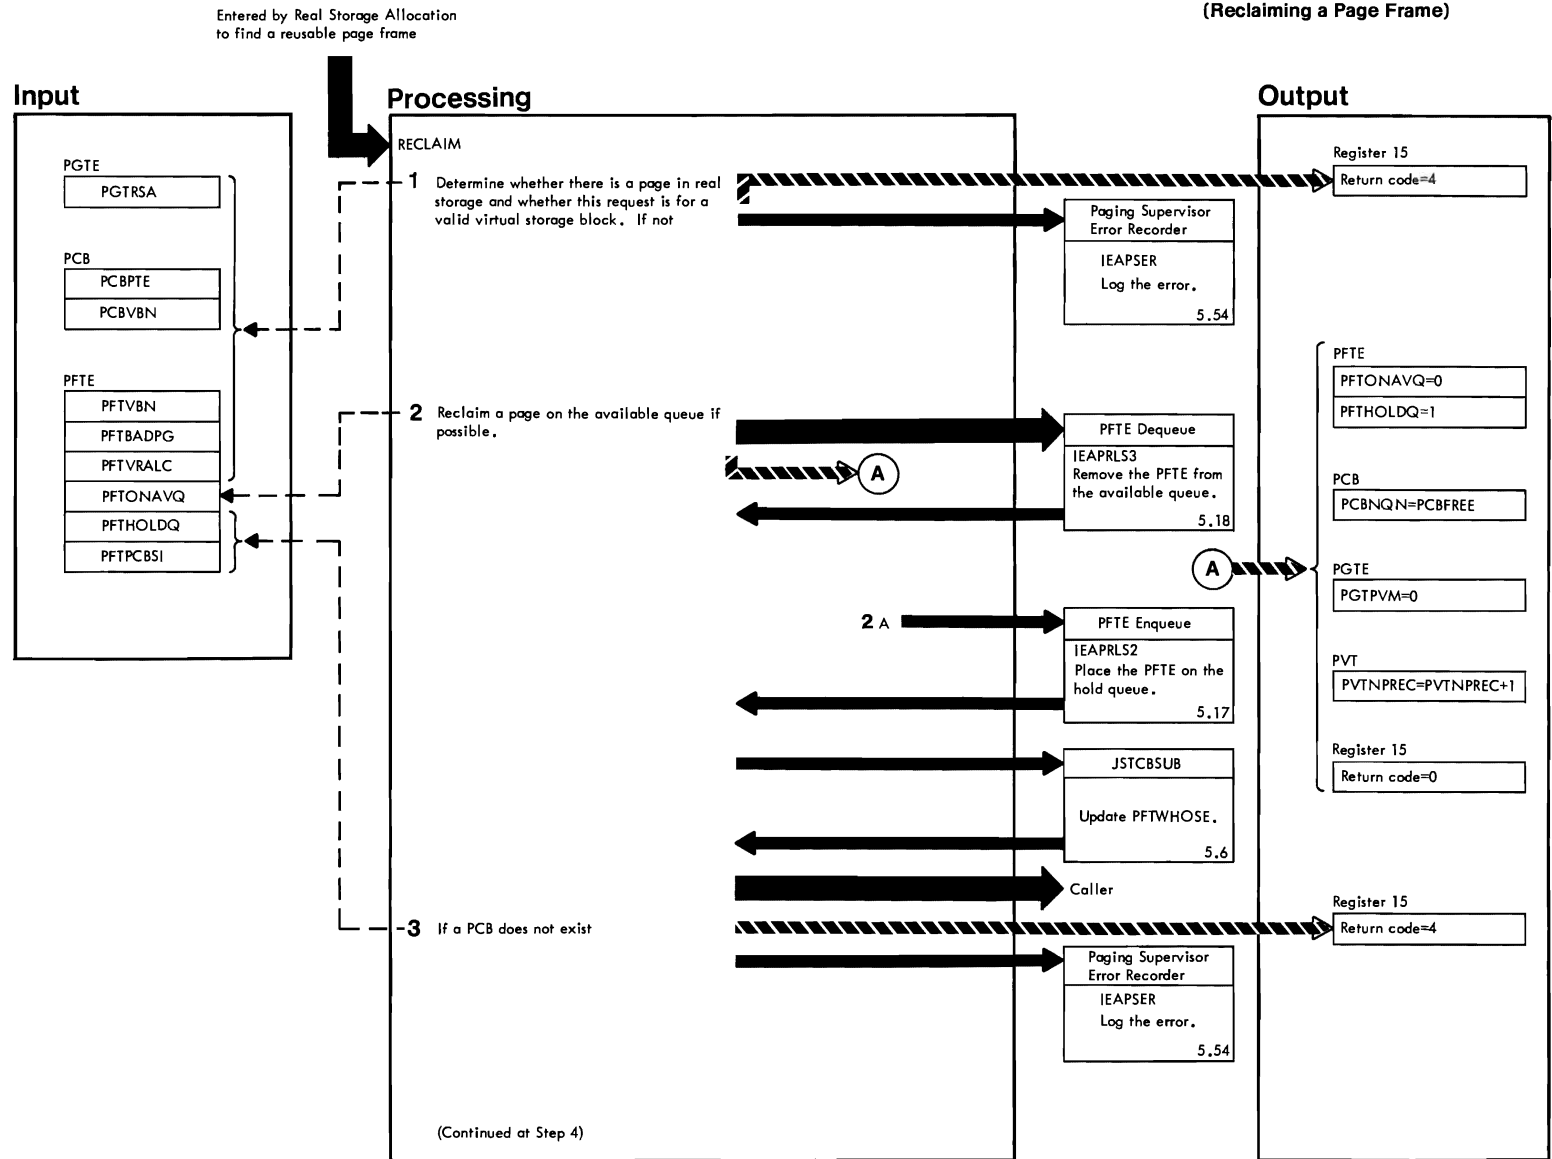 (Reclaiming a Page Frame)
Entered by Real Storage Allocation
to find a reusable page frame
Input
Processing
Output
RECLAIM
PGTE
PGTRSA
PCB
PCBPTE
PCBVBN
PFTE
PFTVBN
PFTBADPG
PFTVRALC
PFTONAVQ
PFTHOLDQ
PFTPCBSI
1 Determine whether there is a page in real
storage and whether this request is for a
valid virtual storage block. If not
Register 15
Return code=4
Paging Supervisor
Error Recorder
IEAPSER
Log the error.
5.54
2 Reclaim a page on the available queue if
possible.
A
PFTE Dequeue
IEAPRLS3
Remove the PFTE from
the available queue.
5.18
A
PFTE
PFTONAVQ=0
PFTHOLDQ=1
PCB
PCBNQN=PCBFREE
PGTE
PGTPVM=0
PVT
PVTNPREC=PVTNPREC+1
Register 15
Return code=0
2 A
PFTE Enqueue
IEAPRLS2
Place the PFTE on the
hold queue.
5.17
JSTCBSUB
Update PFTWHOSE.
5.6
Caller
3 If a PCB does not exist
Register 15
Return code=4
Paging Supervisor
Error Recorder
IEAPSER
Log the error.
5.54
(Continued at Step 4)